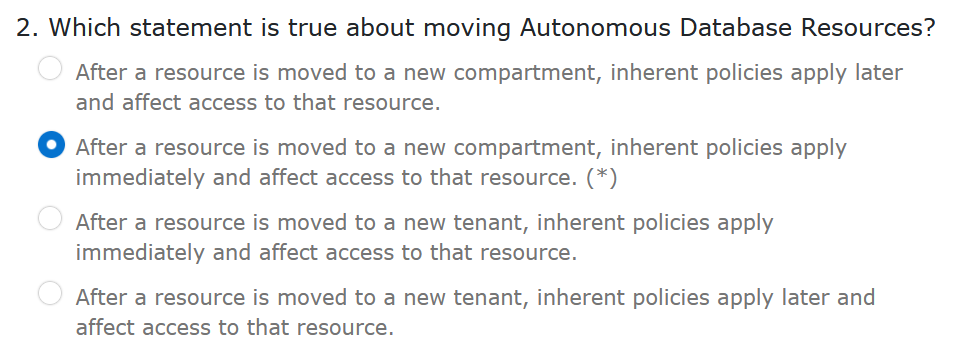 2. Which statement is true about moving Autonomous Database Resources?
After a resource is moved to a new compartment, inherent policies apply later
and affect access to that resource.
After a resource is moved to a new compartment, inherent policies apply
immediately and affect access to that resource. (*)
After a resource is moved to a new tenant, inherent policies apply
immediately and affect access to that resource.
After a resource is moved to a new tenant, inherent policies apply later and
affect access to that resource.